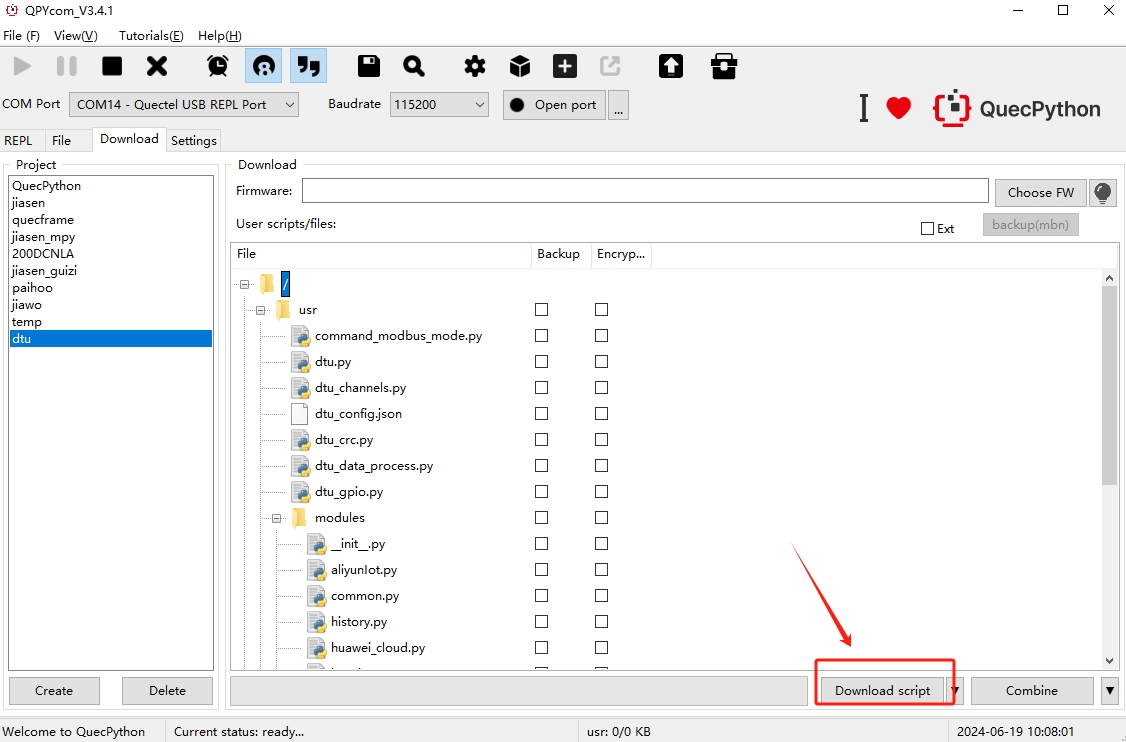 QPYcom_V3.4.1
File (F) View(V) Tutorials(E) Help(H)
COM Port COM14 - Quectel USB REPL Port Baudrate 115200 Open port ...
QuecPython
REPL File Download Settings
Project
QuecPython
jiasen
quecframe
jiasen_mpy
200DCNLA
jiasen_guizi
paihoo
jiawo
temp
dtu
Create Delete
Download
Firmware: Choose FW
User scripts/files: Ext backup(mbn)
File Backup Encryp...
/
usr
command_modbus_mode.py
dtu.py
dtu_channels.py
dtu_config.json
dtu_crc.py
dtu_data_process.py
dtu_gpio.py
modules
__init__.py
aliyunIot.py
common.py
history.py
huawei_cloud.py
Download script Combine
Welcome to QuecPython Current status: ready... usr: 0/0 KB 2024-06-19 10:08:01